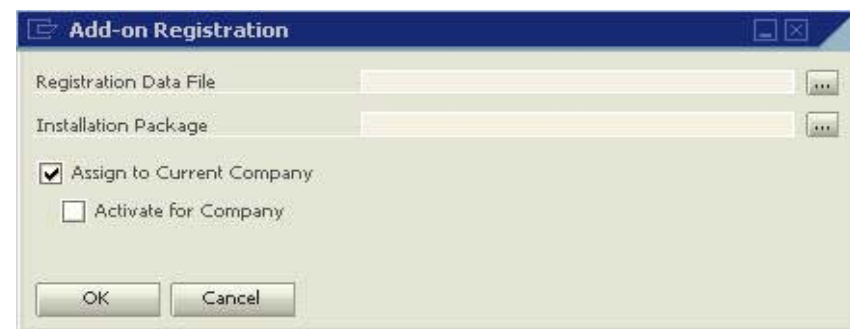 Add-on Registration
Registration Data File ...
Installation Package ...
Assign to Current Company
Activate for Company
OK Cancel